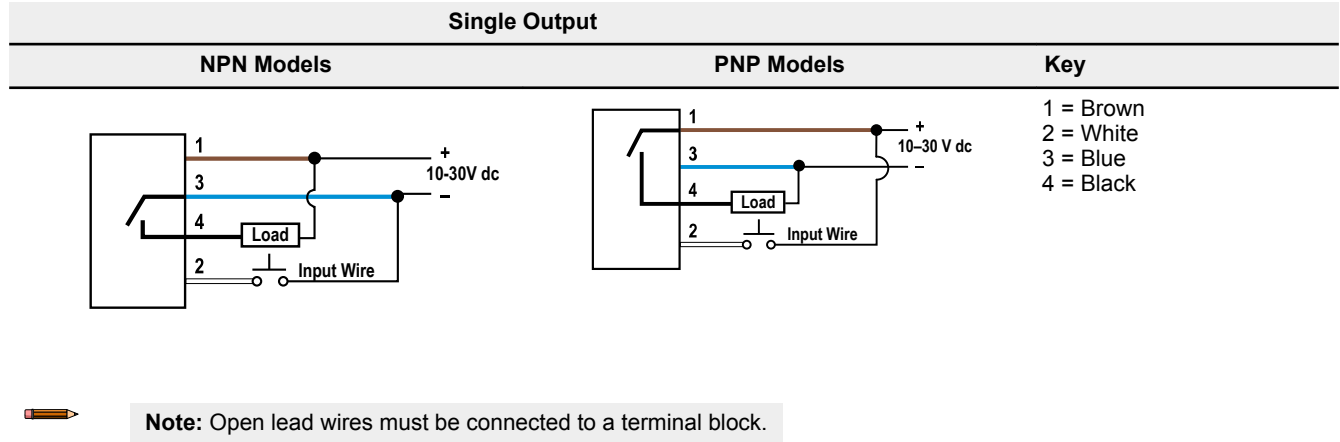 Single Output
NPN Models
PNP Models
Key
1
+
10-30V dc
3
−
4
Load
2
Input Wire
1
+
10–30 V dc
3
−
4
Load
2
Input Wire
1 = Brown
2 = White
3 = Blue
4 = Black
Note: Open lead wires must be connected to a terminal block.